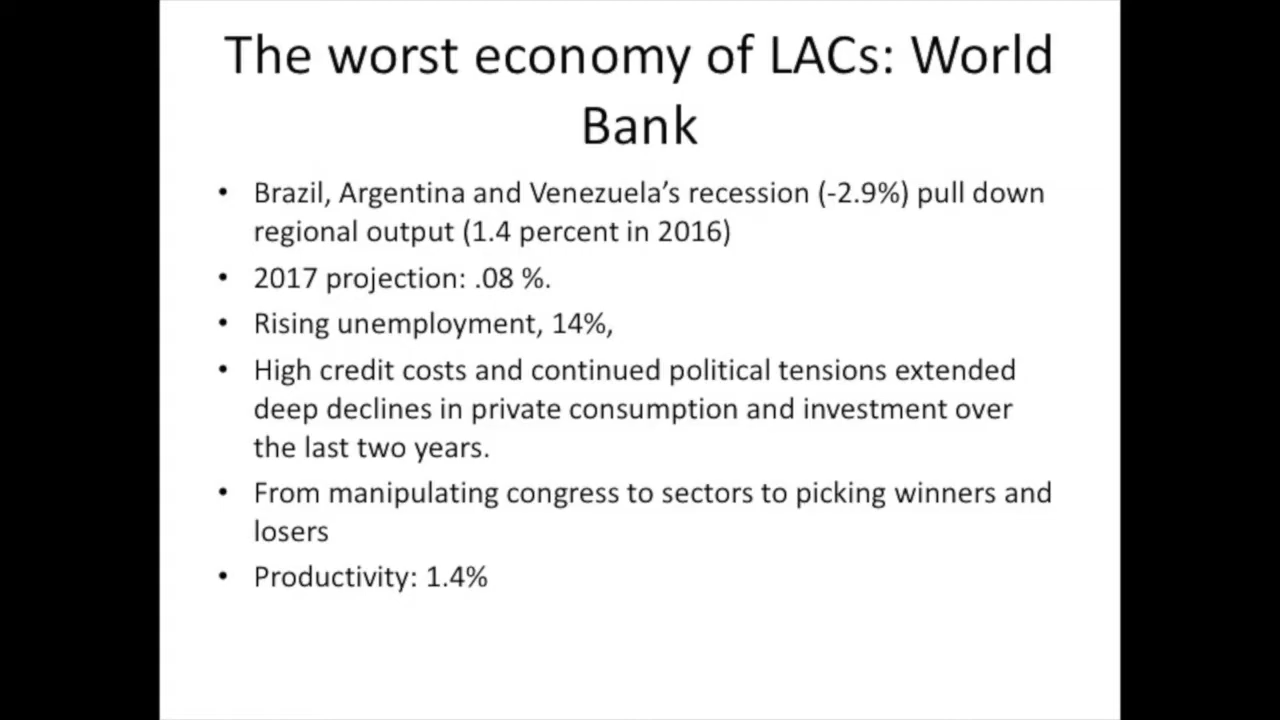 The worst economy of LACs: World
Bank
• Brazil, Argentina and Venezuela’s recession (-2.9%) pull down
regional output (1.4 percent in 2016)
• 2017 projection: .08 %.
• Rising unemployment, 14%,
• High credit costs and continued political tensions extended
deep declines in private consumption and investment over
the last two years.
• From manipulating congress to sectors to picking winners and
losers
• Productivity: 1.4%